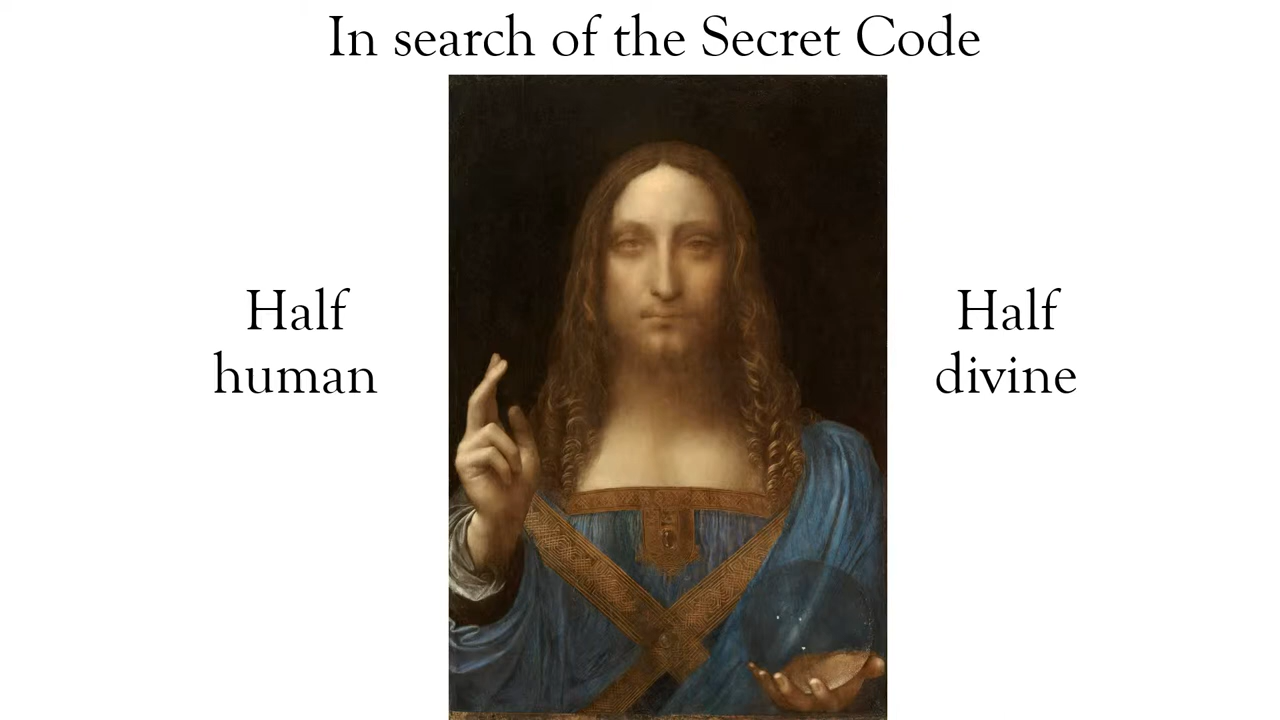 In search of the Secret Code
Half
human
Half
divine